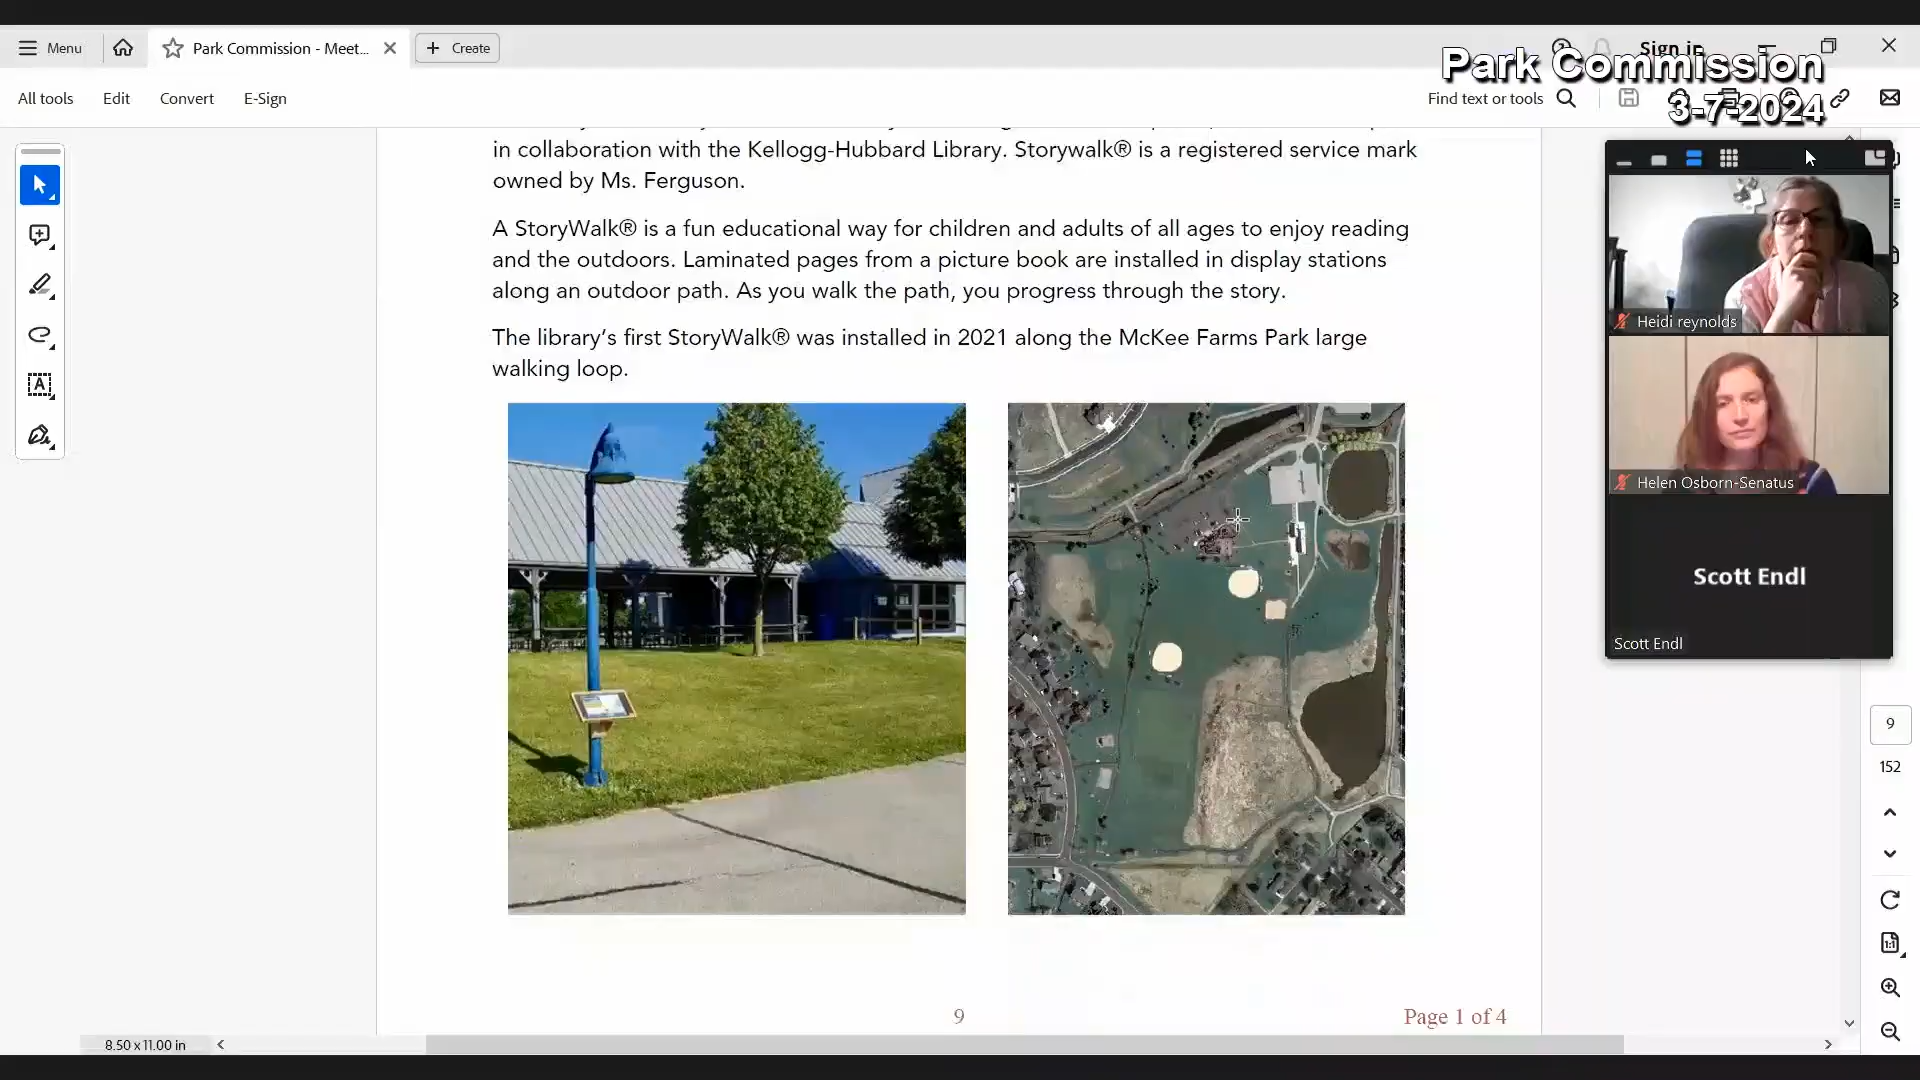 Menu
Park Commission - Meet...
Create
Sign in
Park Commission
3-7-2024
All tools
Edit
Convert
E-Sign
Find text or tools
in collaboration with the Kellogg-Hubbard Library. Storywalk® is a registered service mark
owned by Ms. Ferguson.
A StoryWalk® is a fun educational way for children and adults of all ages to enjoy reading
and the outdoors. Laminated pages from a picture book are installed in display stations
along an outdoor path. As you walk the path, you progress through the story.
The library’s first StoryWalk® was installed in 2021 along the McKee Farms Park large
walking loop.
Heidi reynolds
Helen Osborn-Senatus
Scott Endl
Scott Endl
9
152
9
Page 1 of 4
8.50 x 11.00 in